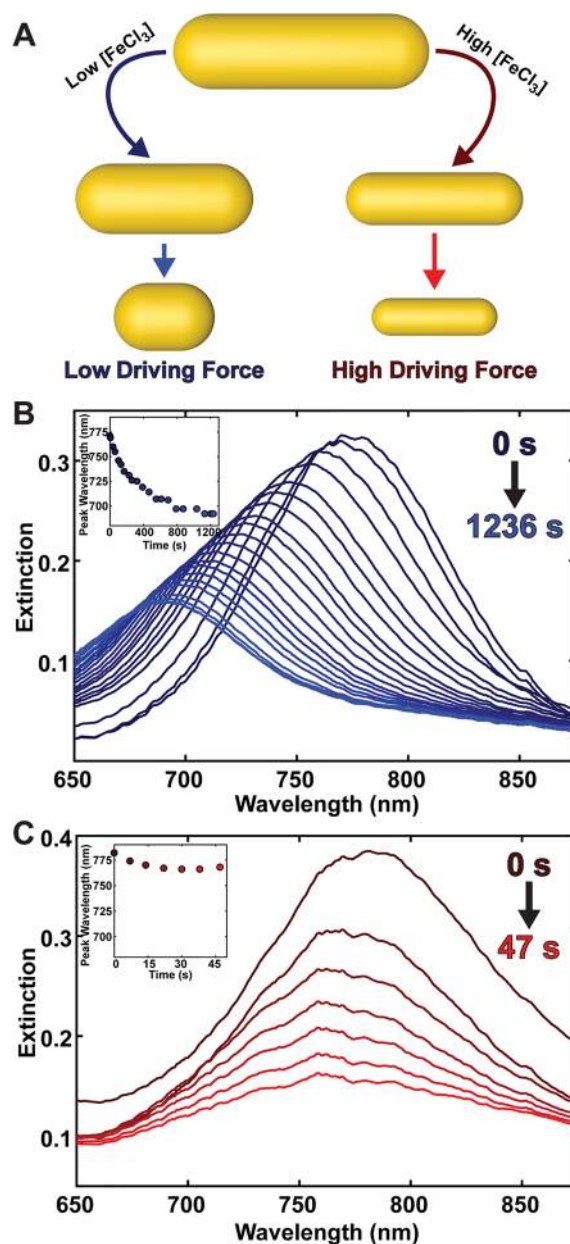 A
Low [FeCl3]
High [FeCl3]
Low Driving Force
High Driving Force
B
Extinction
0.3
0.2
0.1
650
700
750
800
850
Wavelength (nm)
0 s
1236 s
Peak Wavelength (nm)
775
750
725
700
0
400
800
1200
Time (s)
C
Extinction
0.4
0.3
0.2
0.1
650
700
750
800
850
Wavelength (nm)
0 s
47 s
Peak Wavelength (nm)
775
750
725
700
0
15
30
45
Time (s)